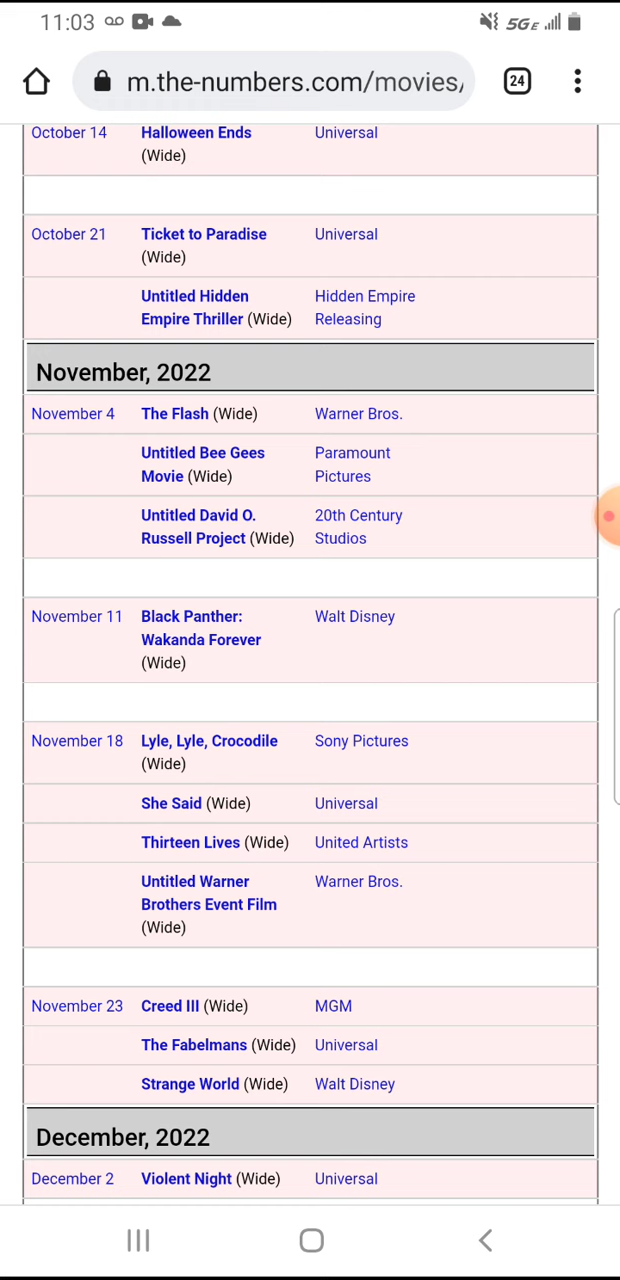 11:03
5GE
m.the-numbers.com/movies/
24
October 14 Halloween Ends Universal
(Wide)
October 21 Ticket to Paradise Universal
(Wide)
Untitled Hidden Hidden Empire
Empire Thriller (Wide) Releasing
November, 2022
November 4 The Flash (Wide) Warner Bros.
Untitled Bee Gees Paramount
Movie (Wide) Pictures
Untitled David O. 20th Century
Russell Project (Wide) Studios
November 11 Black Panther: Walt Disney
Wakanda Forever
(Wide)
November 18 Lyle, Lyle, Crocodile Sony Pictures
(Wide)
She Said (Wide) Universal
Thirteen Lives (Wide) United Artists
Untitled Warner Warner Bros.
Brothers Event Film
(Wide)
November 23 Creed III (Wide) MGM
The Fabelmans (Wide) Universal
Strange World (Wide) Walt Disney
December, 2022
December 2 Violent Night (Wide) Universal